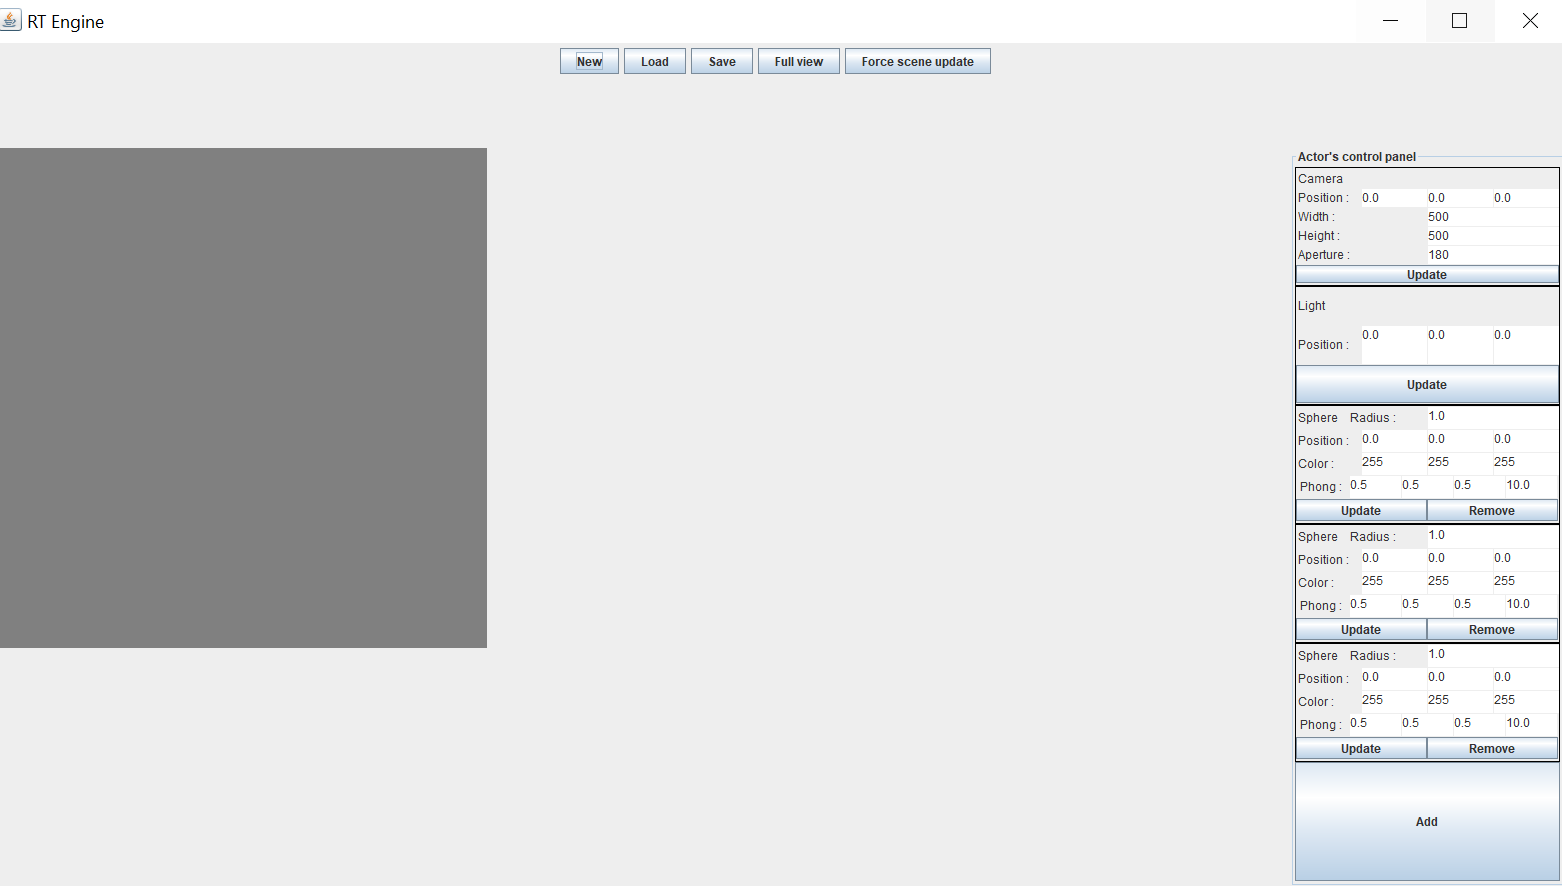 RT Engine
New Load Save Full view Force scene update
Actor's control panel
Camera
Position : 0.0 0.0 0.0
Width : 500
Height : 500
Aperture : 180
Update
Light
Position : 0.0 0.0 0.0
Update
Sphere Radius : 1.0
Position : 0.0 0.0 0.0
Color : 255 255 255
Phong : 0.5 0.5 0.5 10.0
Update Remove
Sphere Radius : 1.0
Position : 0.0 0.0 0.0
Color : 255 255 255
Phong : 0.5 0.5 0.5 10.0
Update Remove
Sphere Radius : 1.0
Position : 0.0 0.0 0.0
Color : 255 255 255
Phong : 0.5 0.5 0.5 10.0
Update Remove
Add